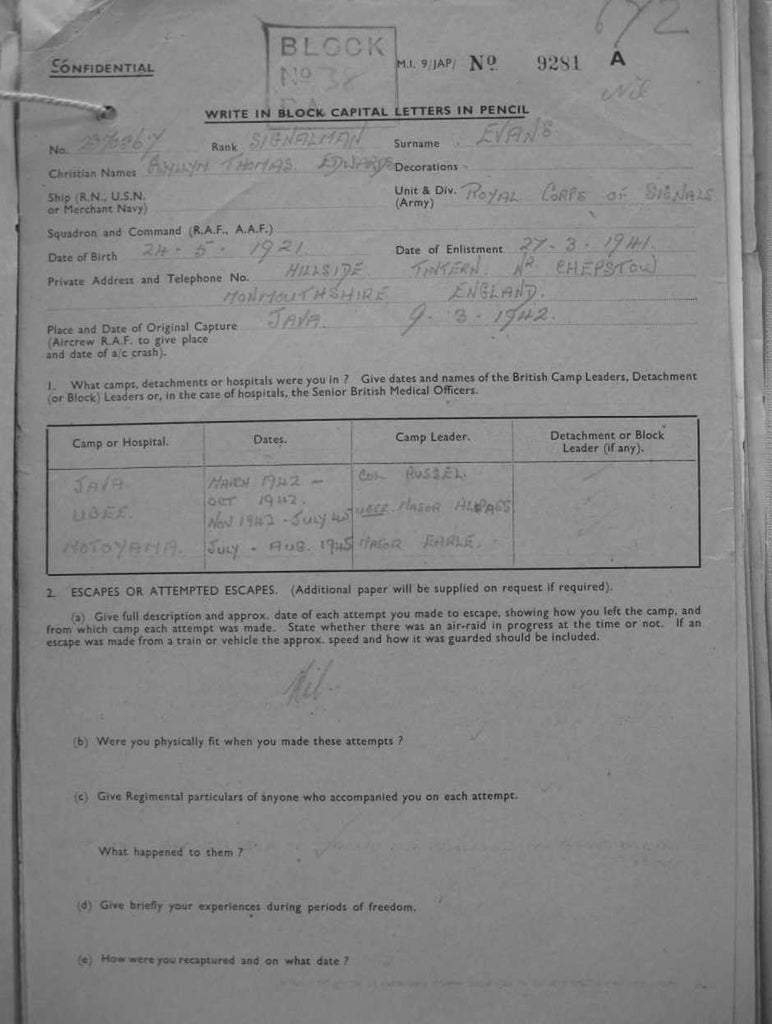 672
BLOCK
CONFIDENTIAL
M.I. 9/JAP/ No 9281 A
No 38
Nil
WRITE IN BLOCK CAPITAL LETTERS IN PENCIL
No. Rank SIGNALMAN Surname EVANS
Christian Names THOMAS EDWARDS Decorations
Ship (R.N., U.S.N. or Merchant Navy)
Unit & Div. (Army) ROYAL CORPS OF SIGNALS
Squadron and Command (R.A.F., A.A.F.)
Date of Birth 24 - 5 - 1921. Date of Enlistment 27 - 3 - 1941.
Private Address and Telephone No. HILLSIDE. TINTERN. Nr CHEPSTOW
MONMOUTHSHIRE ENGLAND.
Place and Date of Original Capture JAVA. 9 - 3 - 1942.
(Aircrew R.A.F. to give place
and date of a/c crash).
1. What camps, detachments or hospitals were you in ? Give dates and names of the British Camp Leaders, Detachment
(or Block) Leaders or, in the case of hospitals, the Senior British Medical Officers.
Camp or Hospital. Dates. Camp Leader. Detachment or Block
Leader (if any).
JAVA. MARCH 1942 - COL RUSSEL.
OCT 1942.
UBEE. NOV 1942 - JULY 45 UBEE. MAJOR
MOTOYAMA. JULY - AUG. 1945 MAJOR EARLE.
2. ESCAPES OR ATTEMPTED ESCAPES. (Additional paper will be supplied on request if required).
(a) Give full description and approx. date of each attempt you made to escape, showing how you left the camp, and
from which camp each attempt was made. State whether there was an air-raid in progress at the time or not. If an
escape was made from a train or vehicle the approx. speed and how it was guarded should be included.
Nil.
(b) Were you physically fit when you made these attempts ?
(c) Give Regimental particulars of anyone who accompanied you on each attempt.
What happened to them ?
(d) Give briefly your experiences during periods of freedom.
(e) How were you recaptured and on what date ?